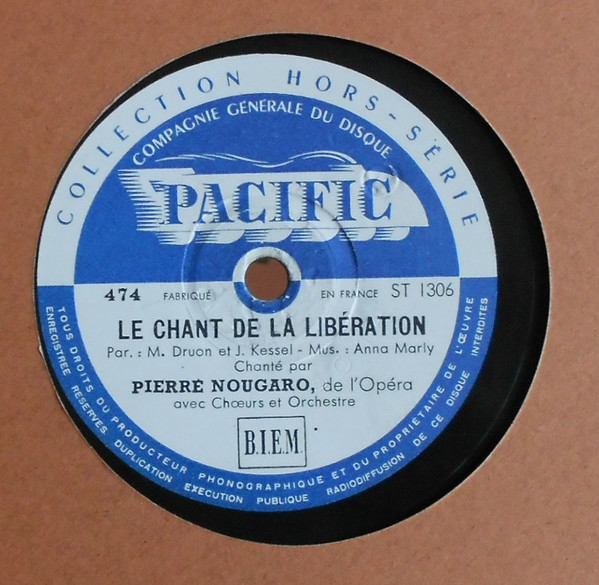 COLLECTION HORS-SÉRIE
COMPAGNIE GÉNÉRALE DU DISQUE
PACIFIC
474 FABRIQUÉ EN FRANCE ST 1306
LE CHANT DE LA LIBÉRATION
Par. : M. Druon et J. Kessel - Mus. : Anna Marly
Chanté par
PIERRE NOUGARO, de l'Opéra
avec Chœurs et Orchestre
B.I.E.M.
TOUS DROITS DU PRODUCTEUR PHONOGRAPHIQUE ET DU PROPRIÉTAIRE DE L'ŒUVRE
ENREGISTRÉE RÉSERVÉS DUPLICATION EXÉCUTION PUBLIQUE RADIODIFFUSION DE CE DISQUE INTERDITES